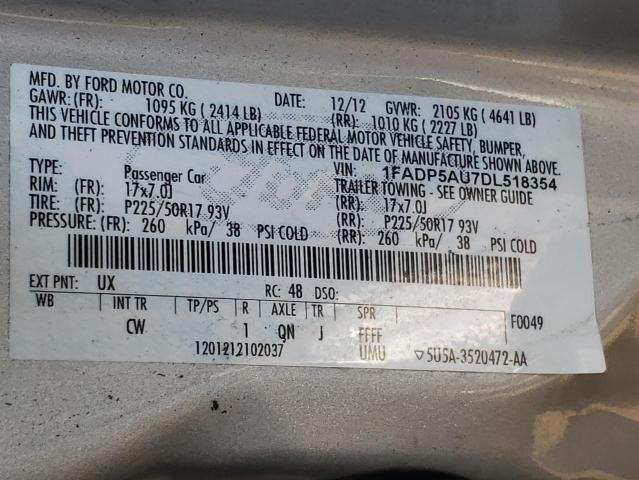 MFD. BY FORD MOTOR CO. DATE: 12/12 GVWR: 2105 KG ( 4641 LB)
GAWR: (FR): 1095 KG ( 2414 LB) (RR): 1010 KG ( 2227 LB)
THIS VEHICLE CONFORMS TO ALL APPLICABLE FEDERAL MOTOR VEHICLE SAFETY, BUMPER,
AND THEFT PREVENTION STANDARDS IN EFFECT ON THE DATE OF MANUFACTURE SHOWN ABOVE.
VIN: 1FADP5AU7DL518354
TYPE: Passenger Car TRAILER TOWING - SEE OWNER GUIDE
RIM: (FR): 17x7.0J (RR): 17x7.0J
TIRE: (FR): P225/50R17 93V (RR): P225/50R17 93V
PRESSURE: (FR): 260 kPa/ 38 PSI COLD (RR): 260 kPa/ 38 PSI COLD
EXT PNT: UX RC: 48 DSO:
WB INT TR TP/PS R AXLE TR SPR F0049
CW 1 QN J FFFF
1201212102037 UMU ▽5U5A-3520472-AA